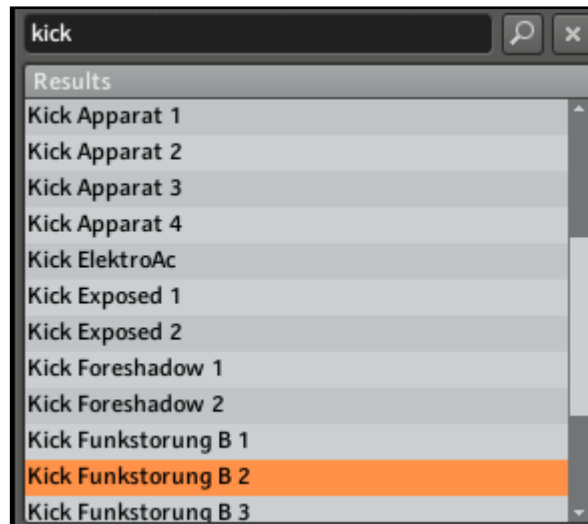 kick
Results
Kick Apparat 1
Kick Apparat 2
Kick Apparat 3
Kick Apparat 4
Kick ElektroAc
Kick Exposed 1
Kick Exposed 2
Kick Foreshadow 1
Kick Foreshadow 2
Kick Funkstorung B 1
Kick Funkstorung B 2
Kick Funkstorung B 3